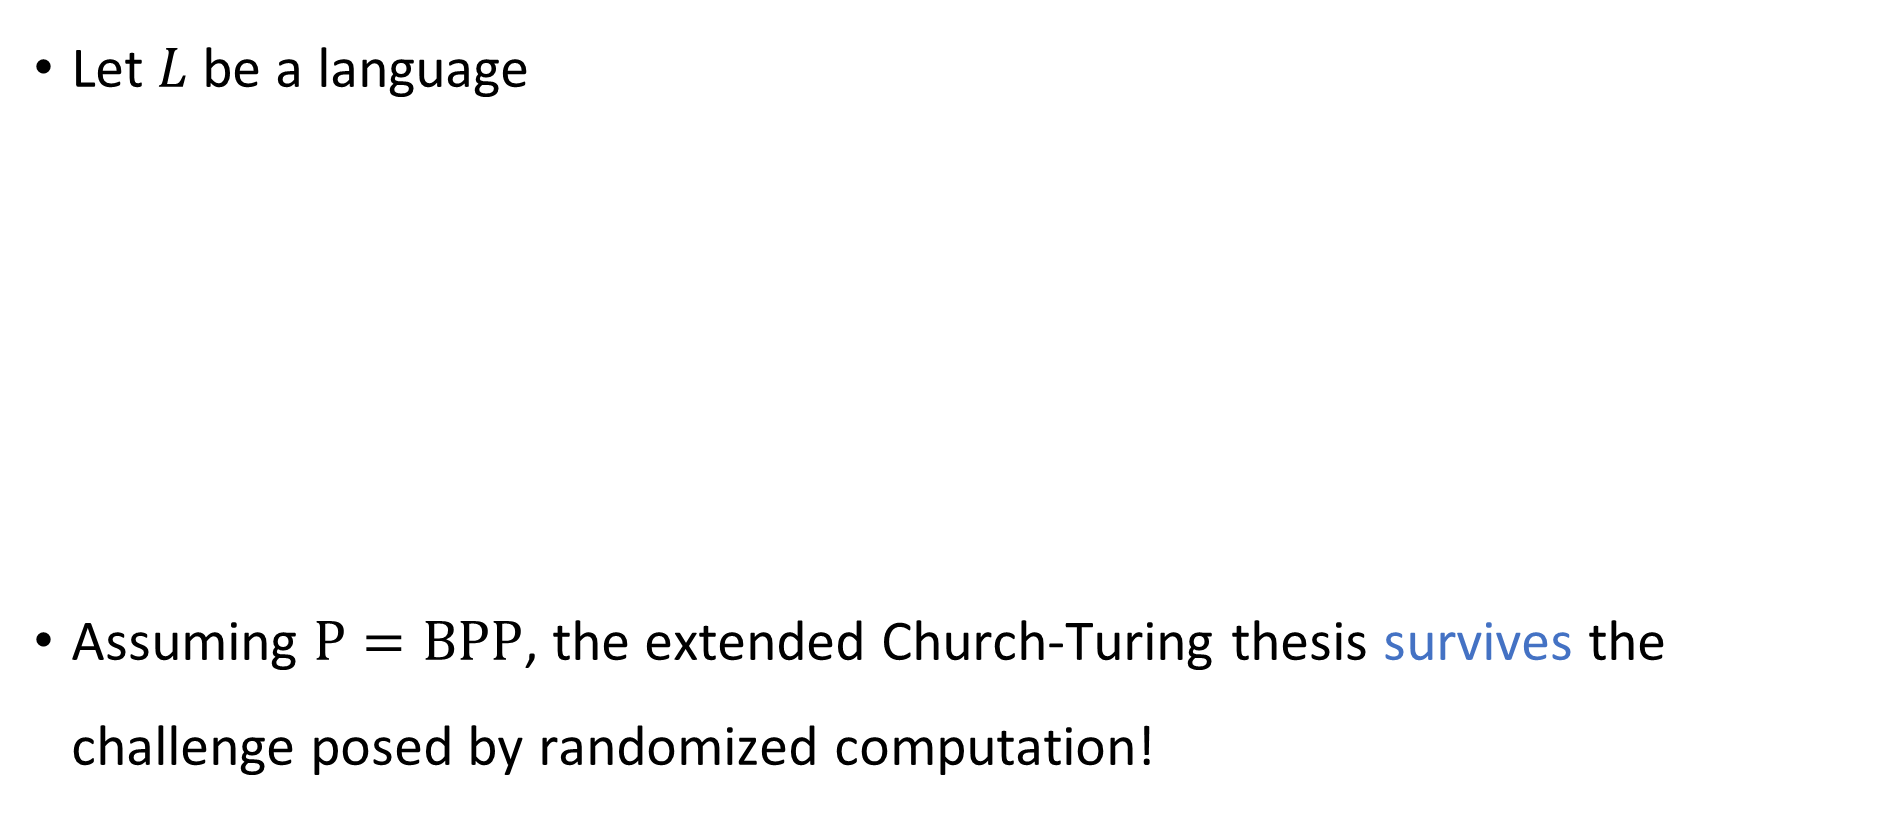 • Let 𝐿 be a language
• Assuming P = BPP, the extended Church-Turing thesis survives the
challenge posed by randomized computation!